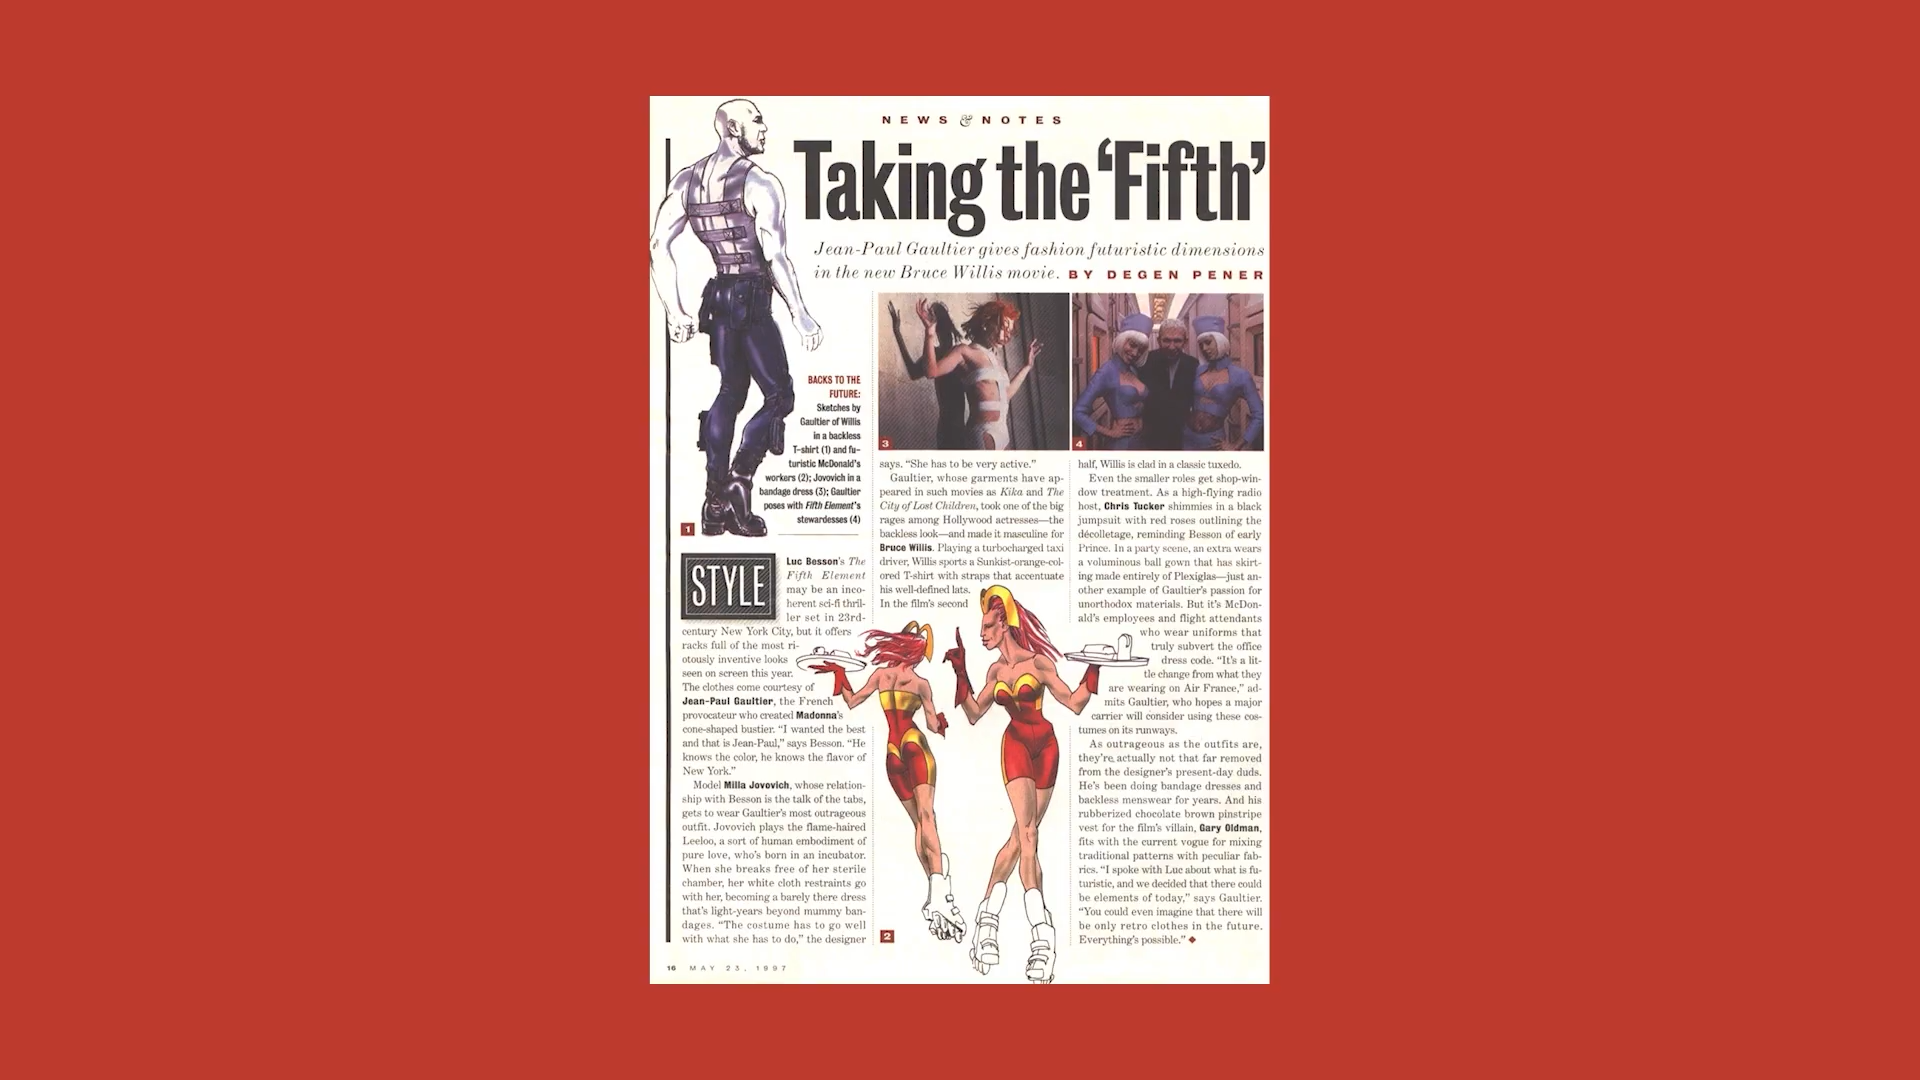 NEWS & NOTES
Taking the ‘Fifth’
Jean-Paul Gaultier gives fashion futuristic dimensions
in the new Bruce Willis movie. BY DEGEN PENER
BACKS TO THE
FUTURE:
Sketches by
Gaultier of Willis
in a backless
T-shirt (1) and fu-
turistic McDonald's
workers (2); Jovovich in a
bandage dress (3); Gaultier
poses with Fifth Element's
stewardesses (4)
1
STYLE
Luc Besson's The
Fifth Element
may be an inco-
herent sci-fi thril-
ler set in 23rd-
century New York City, but it offers
racks full of the most ri-
otously inventive looks
seen on screen this year.
The clothes come courtesy of
Jean-Paul Gaultier, the French
provocateur who created Madonna's
cone-shaped bustier. “I wanted the best
and that is Jean-Paul,” says Besson. “He
knows the color, he knows the flavor of
New York.”
Model Milla Jovovich, whose relation-
ship with Besson is the talk of the tabs,
gets to wear Gaultier's most outrageous
outfit. Jovovich plays the flame-haired
Leeloo, a sort of human embodiment of
pure love, who's born in an incubator.
When she breaks free of her sterile
chamber, her white cloth restraints go
with her, becoming a barely there dress
that's light-years beyond mummy ban-
dages. “The costume has to go well
with what she has to do,” the designer
3
4
says. “She has to be very active.”
Gaultier, whose garments have ap-
peared in such movies as Kika and The
City of Lost Children, took one of the big
rages among Hollywood actresses—the
backless look—and made it masculine for
Bruce Willis. Playing a turbocharged taxi
driver, Willis sports a Sunkist-orange-col-
ored T-shirt with straps that accentuate
his well-defined lats.
In the film's second
2
half, Willis is clad in a classic tuxedo.
Even the smaller roles get shop-win-
dow treatment. As a high-flying radio
host, Chris Tucker shimmies in a black
jumpsuit with red roses outlining the
décolletage, reminding Besson of early
Prince. In a party scene, an extra wears
a voluminous ball gown that has skirt-
ing made entirely of Plexiglas—just an-
other example of Gaultier's passion for
unorthodox materials. But it's McDon-
ald's employees and flight attendants
who wear uniforms that
truly subvert the office
dress code. “It's a lit-
tle change from what they
are wearing on Air France,” ad-
mits Gaultier, who hopes a major
carrier will consider using these cos-
tumes on its runways.
As outrageous as the outfits are,
they're actually not that far removed
from the designer's present-day duds.
He's been doing bandage dresses and
backless menswear for years. And his
rubberized chocolate brown pinstripe
vest for the film's villain, Gary Oldman,
fits with the current vogue for mixing
traditional patterns with peculiar fab-
rics. “I spoke with Luc about what is fu-
turistic, and we decided that there could
be elements of today,” says Gaultier.
“You could even imagine that there will
be only retro clothes in the future.
Everything's possible.” ◆
16 MAY 23, 1997